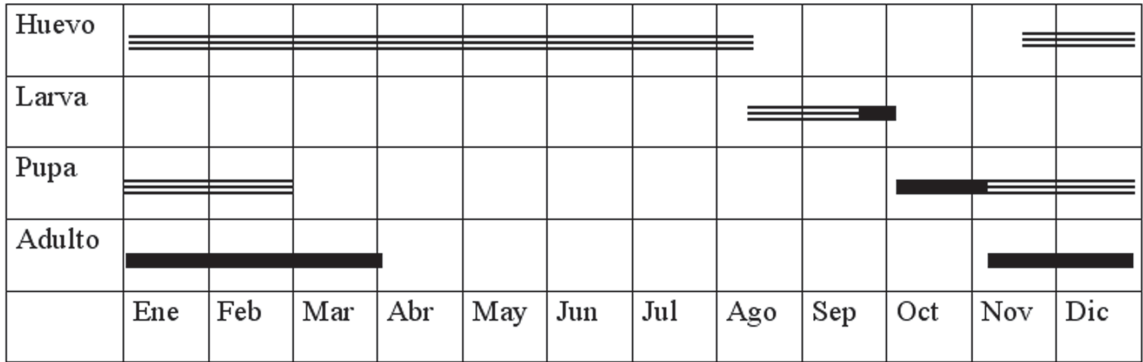 Huevo
Larva
Pupa
Adulto
Ene Feb Mar Abr May Jun Jul Ago Sep Oct Nov Dic